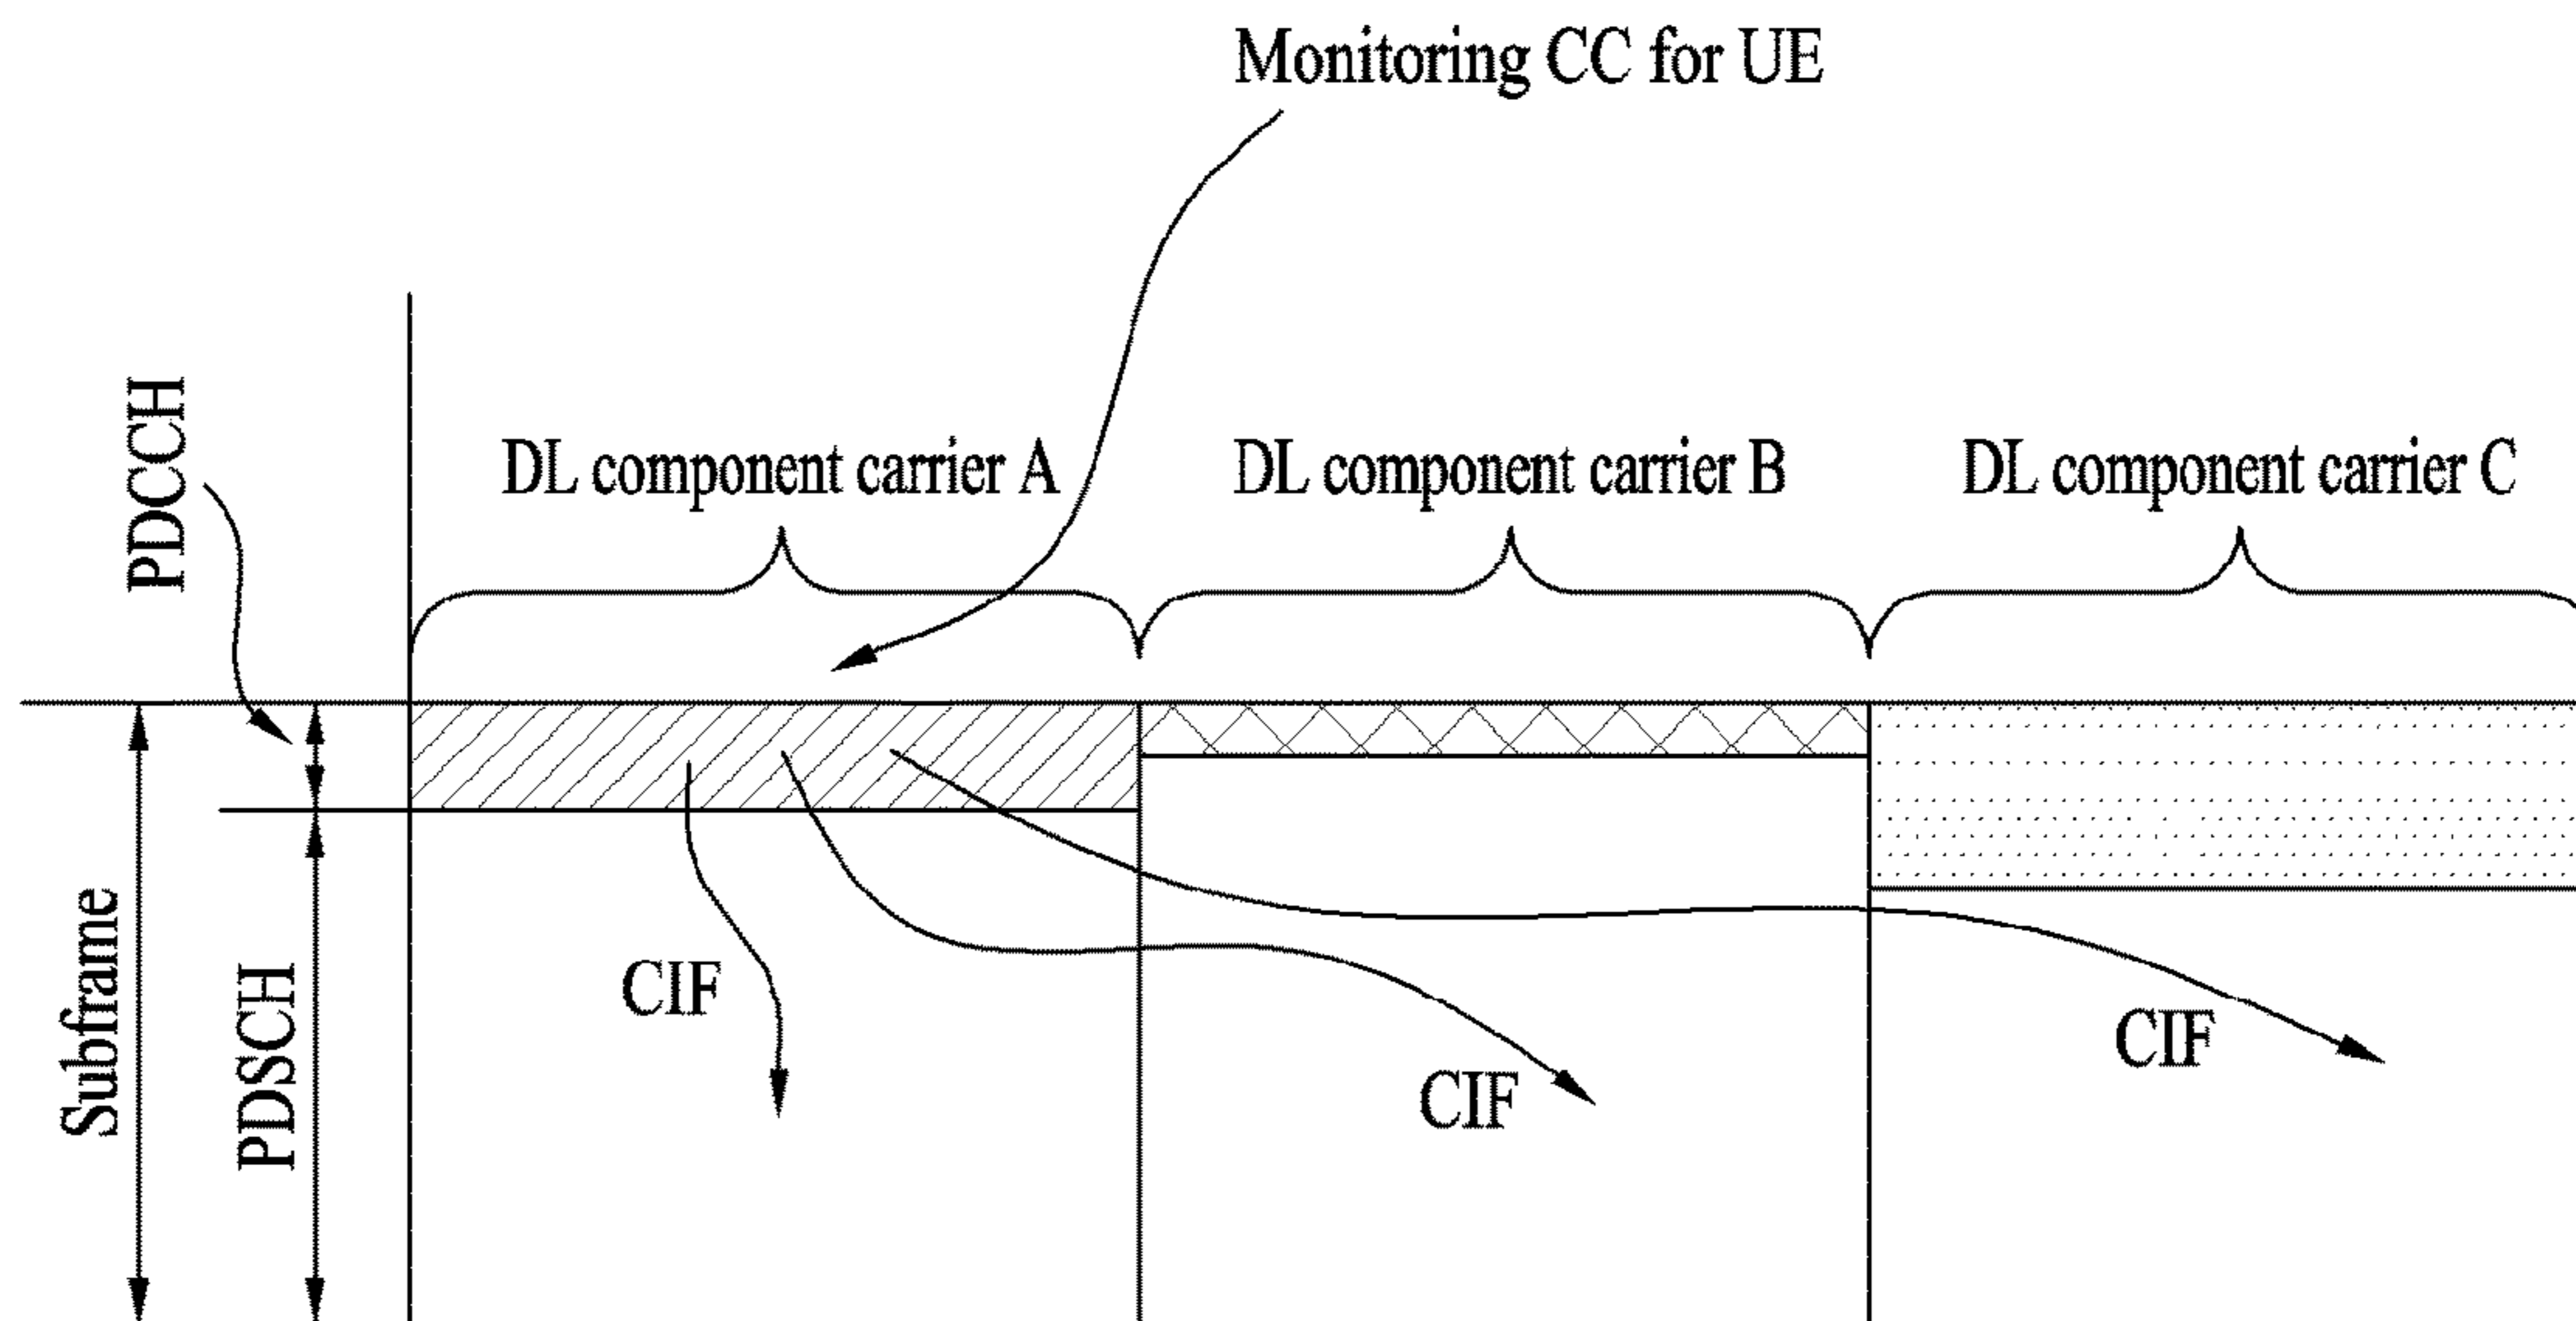 Monitoring CC for UE
PDCCH
DL component carrier A
DL component carrier B
DL component carrier C
Subframe
PDSCH
CIF
CIF
CIF